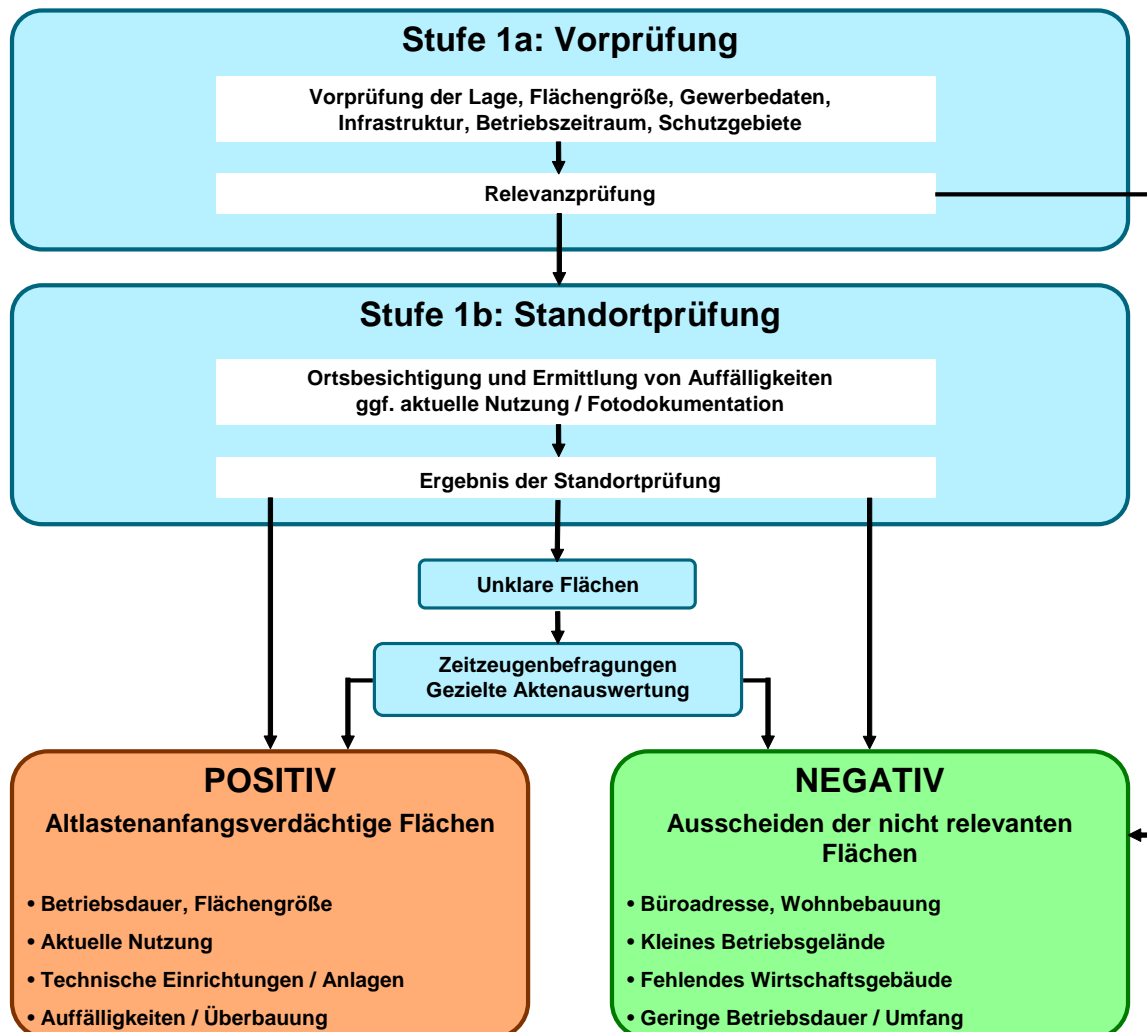 Stufe 1a: Vorprüfung
Vorprüfung der Lage, Flächengröße, Gewerbedaten,
Infrastruktur, Betriebszeitraum, Schutzgebiete
Relevanzprüfung
Stufe 1b: Standortprüfung
Ortsbesichtigung und Ermittlung von Auffälligkeiten
ggf. aktuelle Nutzung / Fotodokumentation
Ergebnis der Standortprüfung
Unklare Flächen
Zeitzeugenbefragungen
Gezielte Aktenauswertung
POSITIV
Altlastenanfangsverdächtige Flächen
• Betriebsdauer, Flächengröße
• Aktuelle Nutzung
• Technische Einrichtungen / Anlagen
• Auffälligkeiten / Überbauung
NEGATIV
Ausscheiden der nicht relevanten
Flächen
• Büroadresse, Wohnbebauung
• Kleines Betriebsgelände
• Fehlendes Wirtschaftsgebäude
• Geringe Betriebsdauer / Umfang